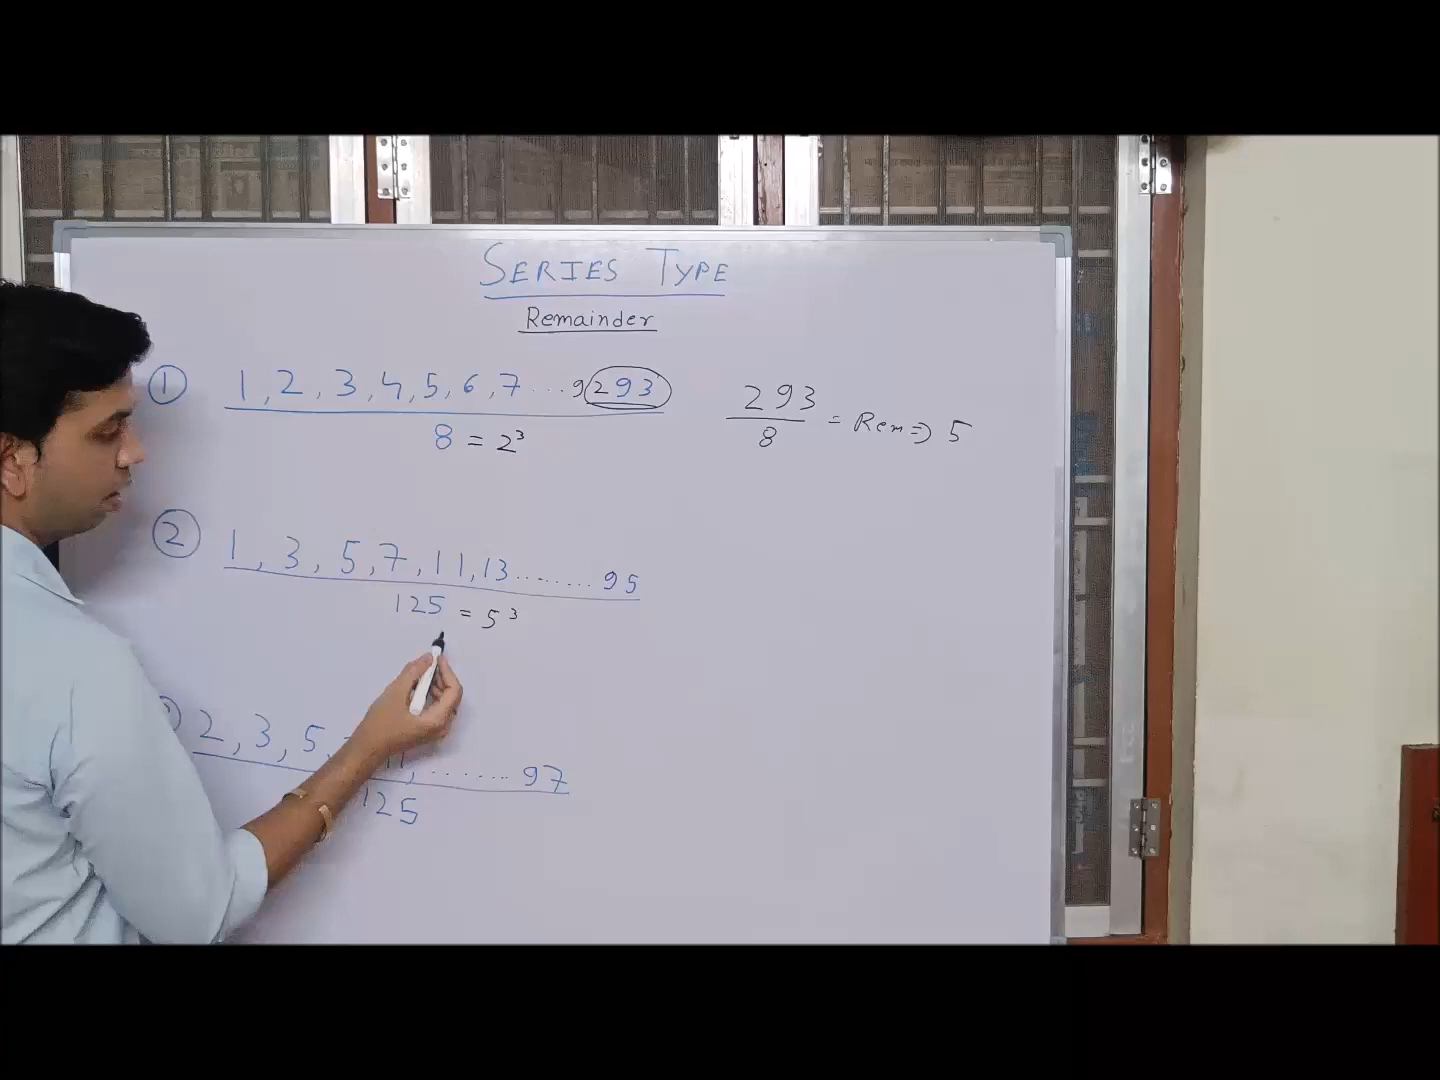 SERIES TYPE
Remainder
① 1, 2, 3, 4, 5, 6, 7 ... 9293
8 = 2³
293
8
= Rem ⇒ 5
② 1, 3, 5, 7, 11, 13 ........ 95
125 = 5³
2, 3, 5, 11, ....... 97
125